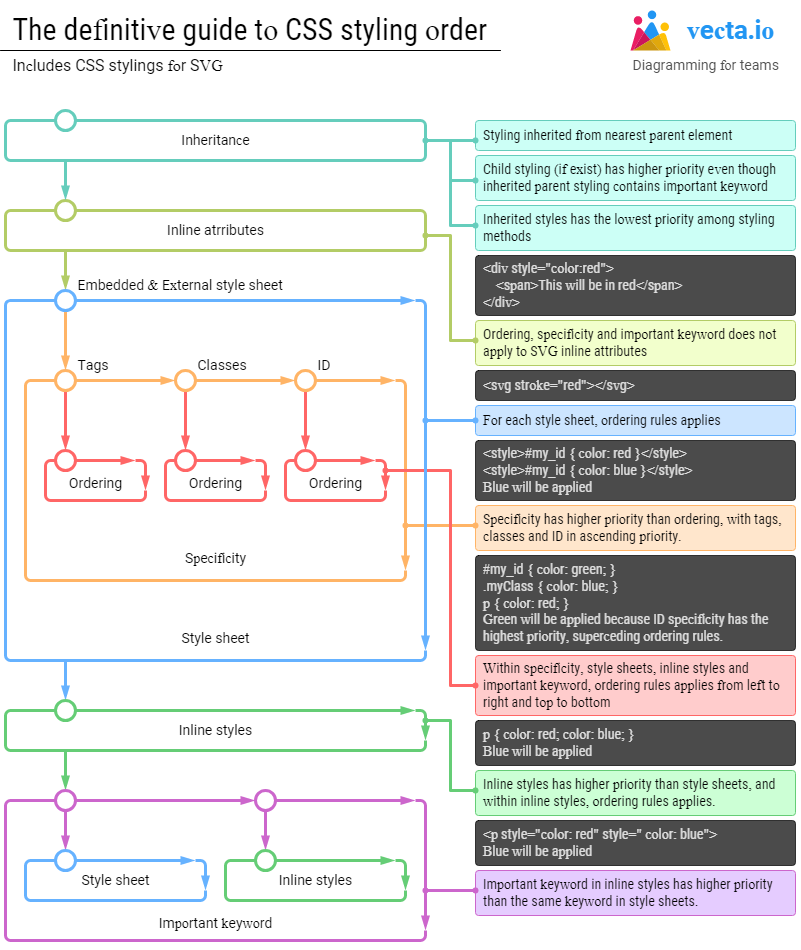 The definitive guide to CSS styling order
Includes CSS stylings for SVG
vecta.io
Diagramming for teams
Inheritance
Styling inherited from nearest parent element
Child styling (if exist) has higher priority even though
inherited parent styling contains important keyword
Inherited styles has the lowest priority among styling
methods
<div style="color:red">
<span>This will be in red</span>
</div>
Inline atrributes
Ordering, specificity and important keyword does not
apply to SVG inline attributes
<svg stroke="red"></svg>
Embedded & External style sheet
Tags
Classes
ID
Ordering
Ordering
Ordering
Specificity
Style sheet
For each style sheet, ordering rules applies
<style>#my_id { color: red }</style>
<style>#my_id { color: blue }</style>
Blue will be applied
Specificity has higher priority than ordering, with tags,
classes and ID in ascending priority.
#my_id { color: green; }
.myClass { color: blue; }
p { color: red; }
Green will be applied because ID specificity has the
highest priority, superceding ordering rules.
Within specificity, style sheets, inline styles and
important keyword, ordering rules applies from left to
right and top to bottom
p { color: red; color: blue; }
Blue will be applied
Inline styles
Inline styles has higher priority than style sheets, and
within inline styles, ordering rules applies.
<p style="color: red" style=" color: blue">
Blue will be applied
Style sheet
Inline styles
Important keyword
Important keyword in inline styles has higher priority
than the same keyword in style sheets.